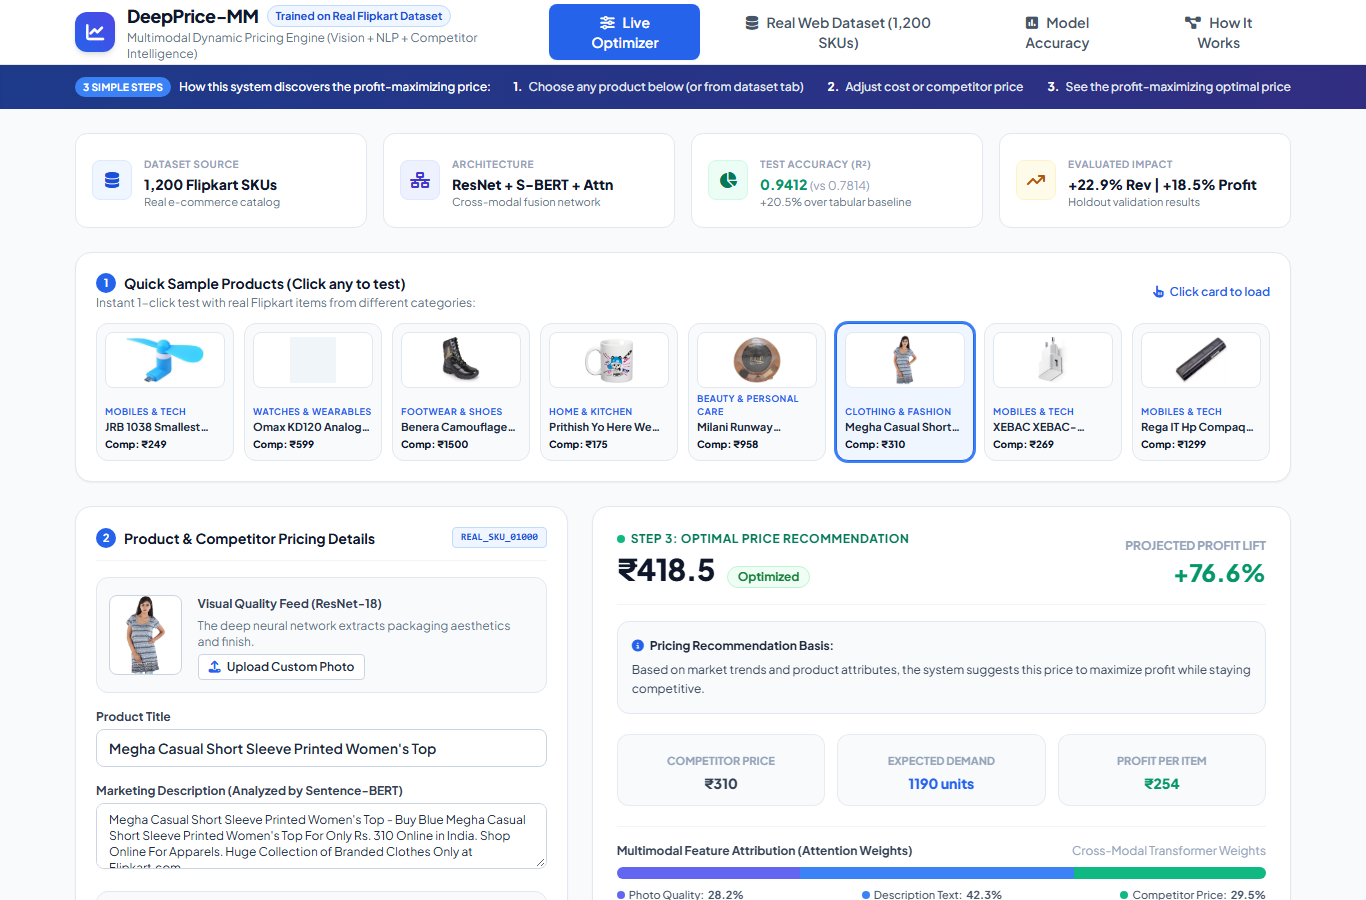 DeepPrice-MM
Trained on Real Flipkart Dataset
Multimodal Dynamic Pricing Engine (Vision + NLP + Competitor
Intelligence)
Live
Optimizer
Real Web Dataset (1,200
SKUs)
Model
Accuracy
How It
Works
3 SIMPLE STEPS How this system discovers the profit-maximizing price: 1. Choose any product below (or from dataset tab) 2. Adjust cost or competitor price 3. See the profit-maximizing optimal price
DATASET SOURCE
1,200 Flipkart SKUs
Real e-commerce catalog
ARCHITECTURE
ResNet + S-BERT + Attn
Cross-modal fusion network
TEST ACCURACY (R²)
0.9412 (vs 0.7814)
+20.5% over tabular baseline
EVALUATED IMPACT
+22.9% Rev | +18.5% Profit
Holdout validation results
1 Quick Sample Products (Click any to test)
Instant 1-click test with real Flipkart items from different categories:
Click card to load
MOBILES & TECH
JRB 1038 Smallest...
Comp: ₹249
WATCHES & WEARABLES
Omax KD120 Analog...
Comp: ₹599
FOOTWEAR & SHOES
Benera Camouflage...
Comp: ₹1500
HOME & KITCHEN
Prithish Yo Here We...
Comp: ₹175
BEAUTY & PERSONAL
CARE
Milani Runway...
Comp: ₹958
CLOTHING & FASHION
Megha Casual Short...
Comp: ₹310
MOBILES & TECH
XEBAC XEBAC-...
Comp: ₹269
MOBILES & TECH
Rega IT Hp Compaq...
Comp: ₹1299
2 Product & Competitor Pricing Details
REAL_SKU_01000
Visual Quality Feed (ResNet-18)
The deep neural network extracts packaging aesthetics
and finish.
Upload Custom Photo
Product Title
Megha Casual Short Sleeve Printed Women's Top
Marketing Description (Analyzed by Sentence-BERT)
Megha Casual Short Sleeve Printed Women's Top - Buy Blue Megha Casual
Short Sleeve Printed Women's Top For Only Rs. 310 Online in India. Shop
Online For Apparels. Huge Collection of Branded Clothes Only at
Flipkart.com
STEP 3: OPTIMAL PRICE RECOMMENDATION
₹418.5 Optimized
PROJECTED PROFIT LIFT
+76.6%
Pricing Recommendation Basis:
Based on market trends and product attributes, the system suggests this price to maximize profit while staying
competitive.
COMPETITOR PRICE
₹310
EXPECTED DEMAND
1190 units
PROFIT PER ITEM
₹254
Multimodal Feature Attribution (Attention Weights)
Cross-Modal Transformer Weights
Photo Quality: 28.2%
Description Text: 42.3%
Competitor Price: 29.5%